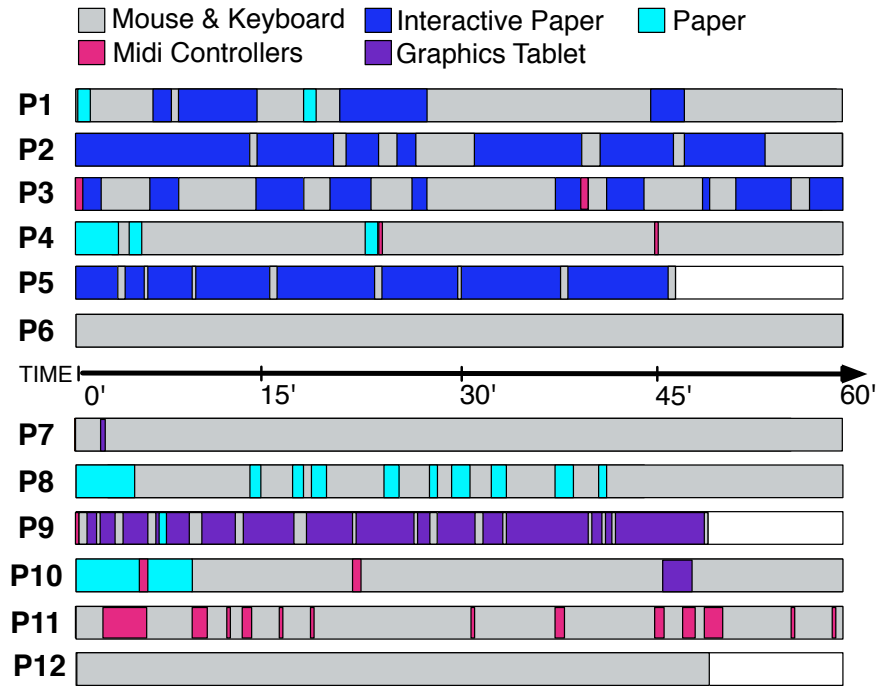 Mouse & Keyboard Interactive Paper Paper
Midi Controllers Graphics Tablet
P1
P2
P3
P4
P5
P6
TIME
0' 15' 30' 45' 60'
P7
P8
P9
P10
P11
P12